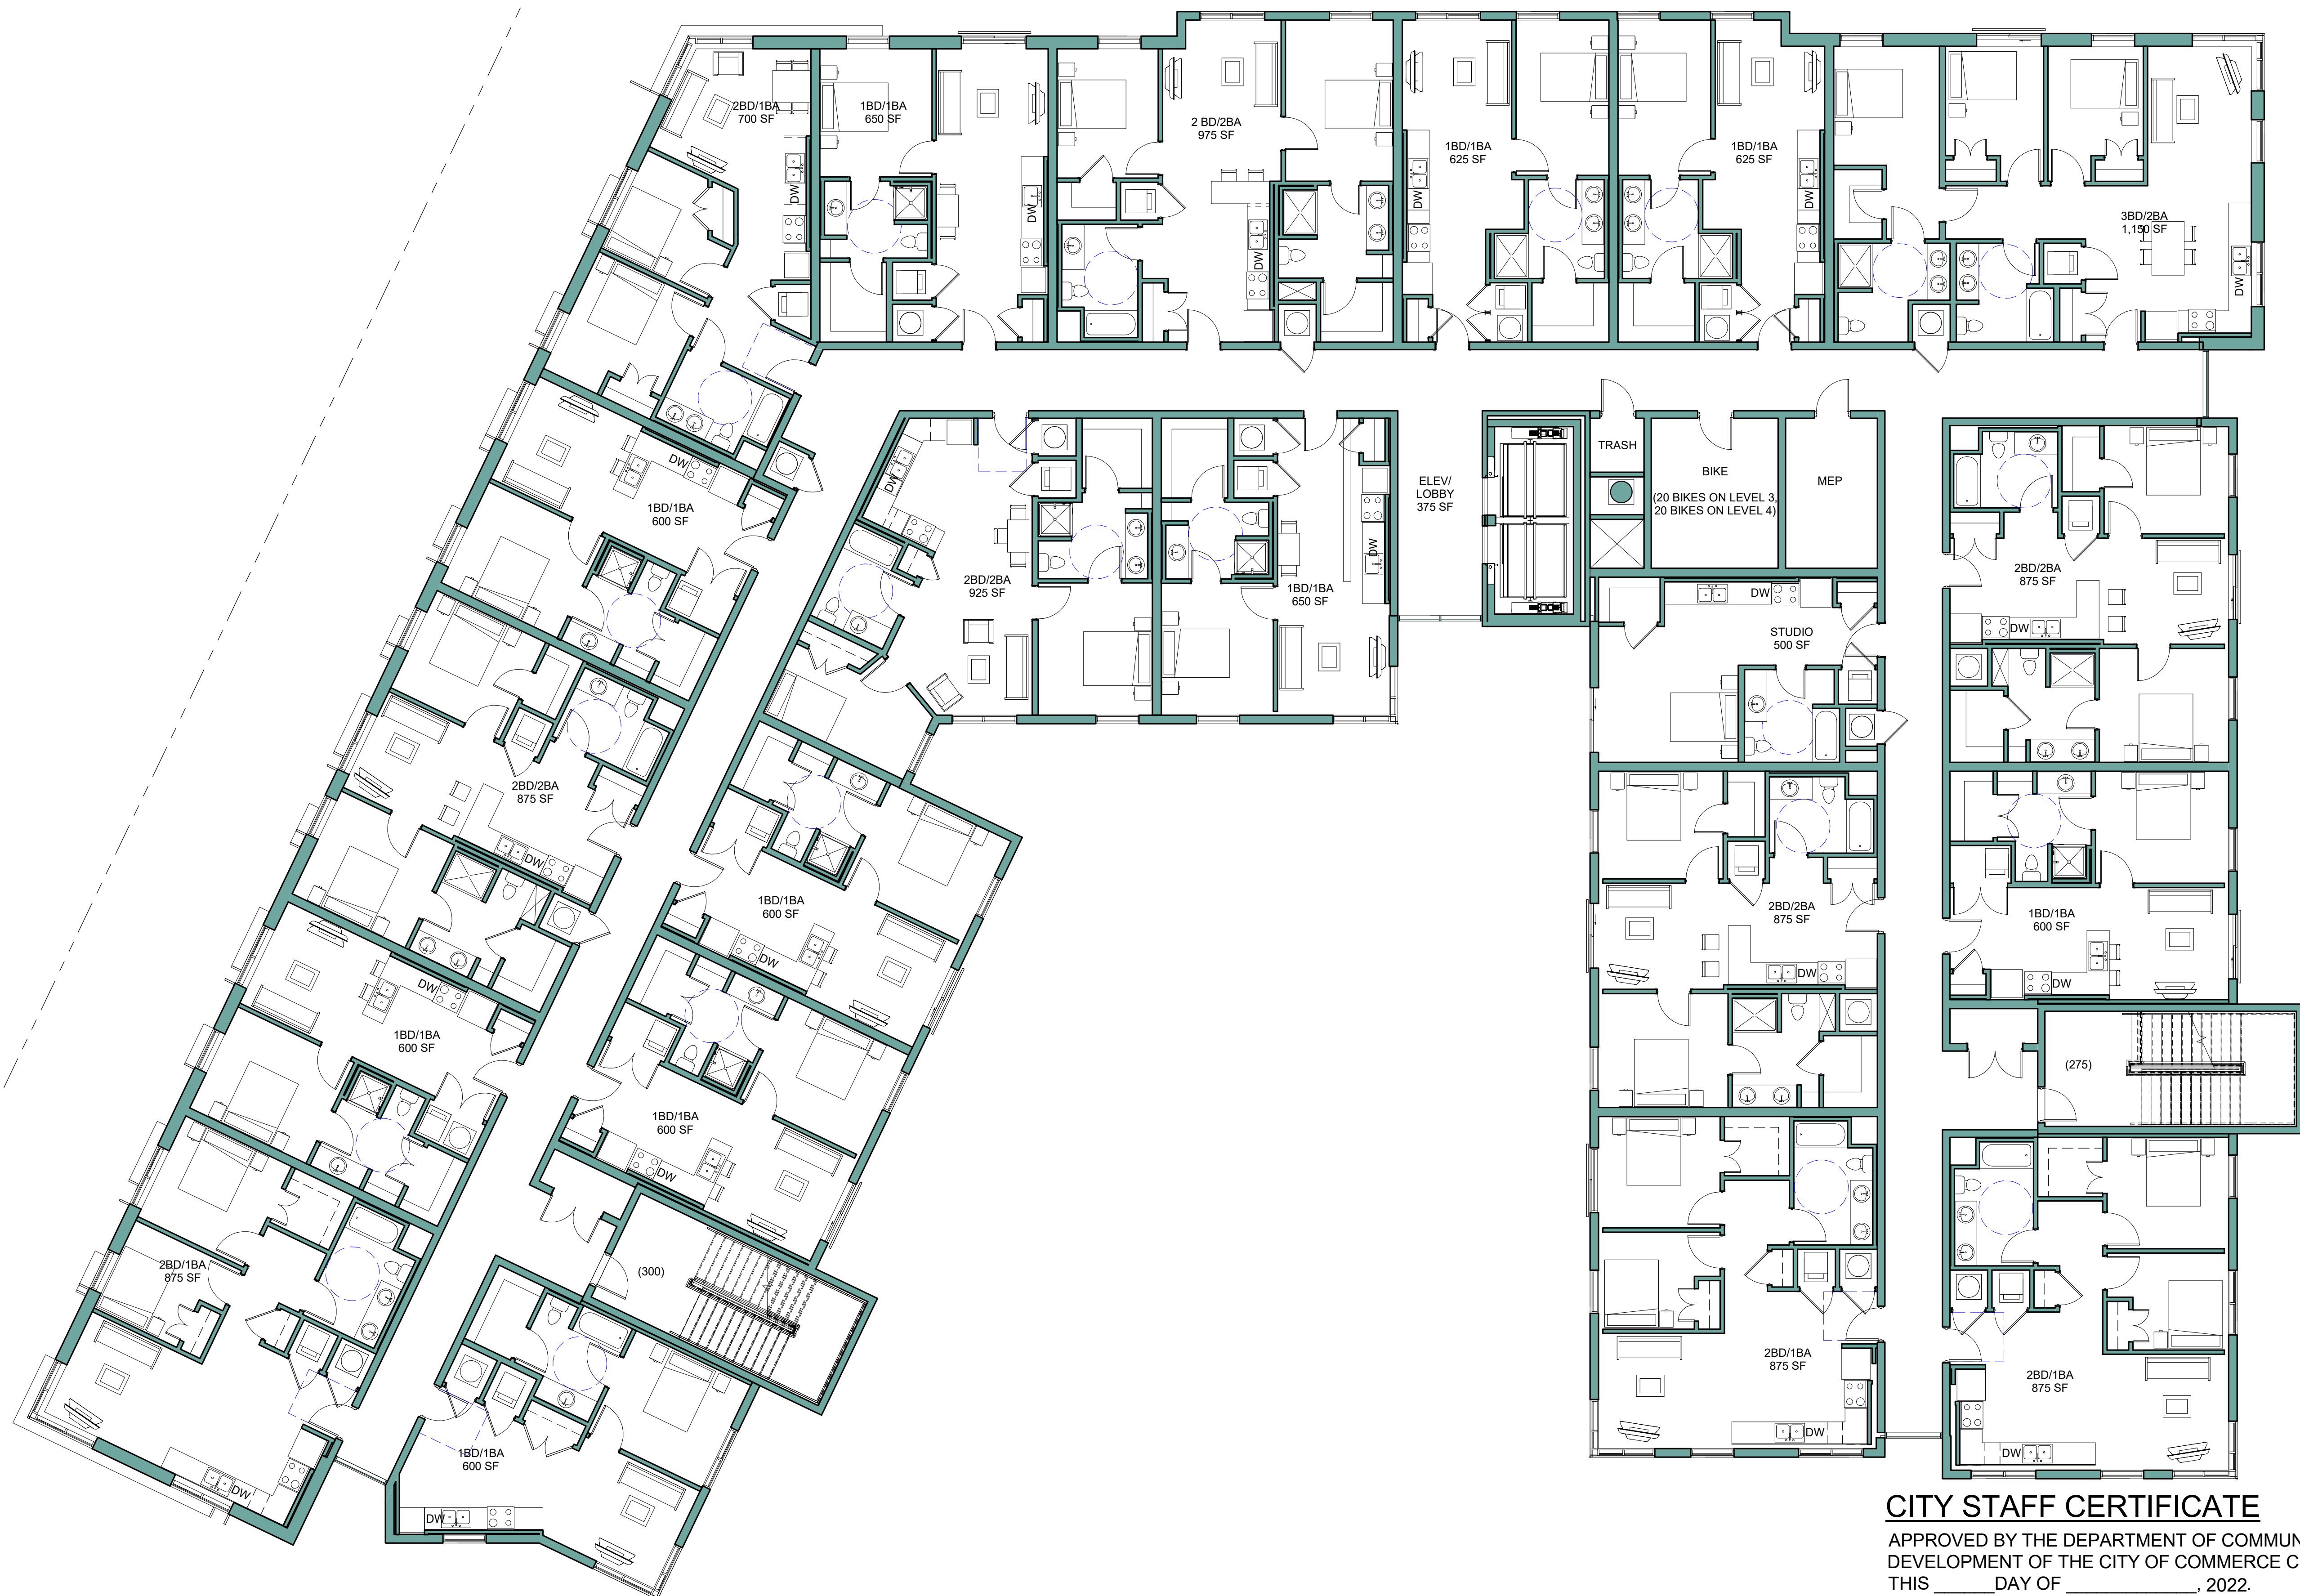 2BD/1BA
700 SF
DW
1BD/1BA
650 SF
DW
2 BD/2BA
975 SF
DW
1BD/1BA
625 SF
DW
1BD/1BA
625 SF
DW
3BD/2BA
1,150 SF
DW
1BD/1BA
600 SF
DW
2BD/2BA
925 SF
DW
1BD/1BA
650 SF
DW
ELEV/
LOBBY
375 SF
TRASH
BIKE
(20 BIKES ON LEVEL 3,
20 BIKES ON LEVEL 4)
MEP
2BD/2BA
875 SF
DW
STUDIO
500 SF
DW
2BD/2BA
875 SF
DW
1BD/1BA
600 SF
DW
2BD/2BA
875 SF
DW
1BD/1BA
600 SF
DW
1BD/1BA
600 SF
DW
1BD/1BA
600 SF
DW
(275)
(300)
2BD/1BA
875 SF
DW
1BD/1BA
600 SF
DW
2BD/1BA
875 SF
DW
2BD/1BA
875 SF
DW
CITY STAFF CERTIFICATE
APPROVED BY THE DEPARTMENT OF
DEVELOPMENT OF THE CITY OF COMMERCE
THIS ______DAY OF _____________, 2022.